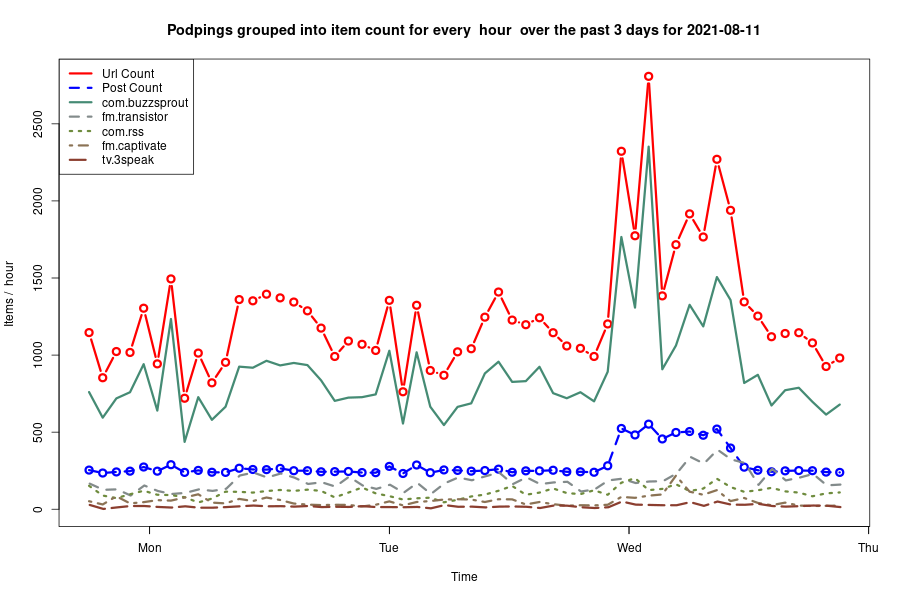 Podpings grouped into item count for every  hour  over the past 3 days for 2021-08-11
Url Count
Post Count
com.buzzsprout
fm.transistor
com.rss
fm.captivate
tv.3speak
Items /  hour
2500
2000
1500
1000
500
0
Mon
Tue
Wed
Thu
Time